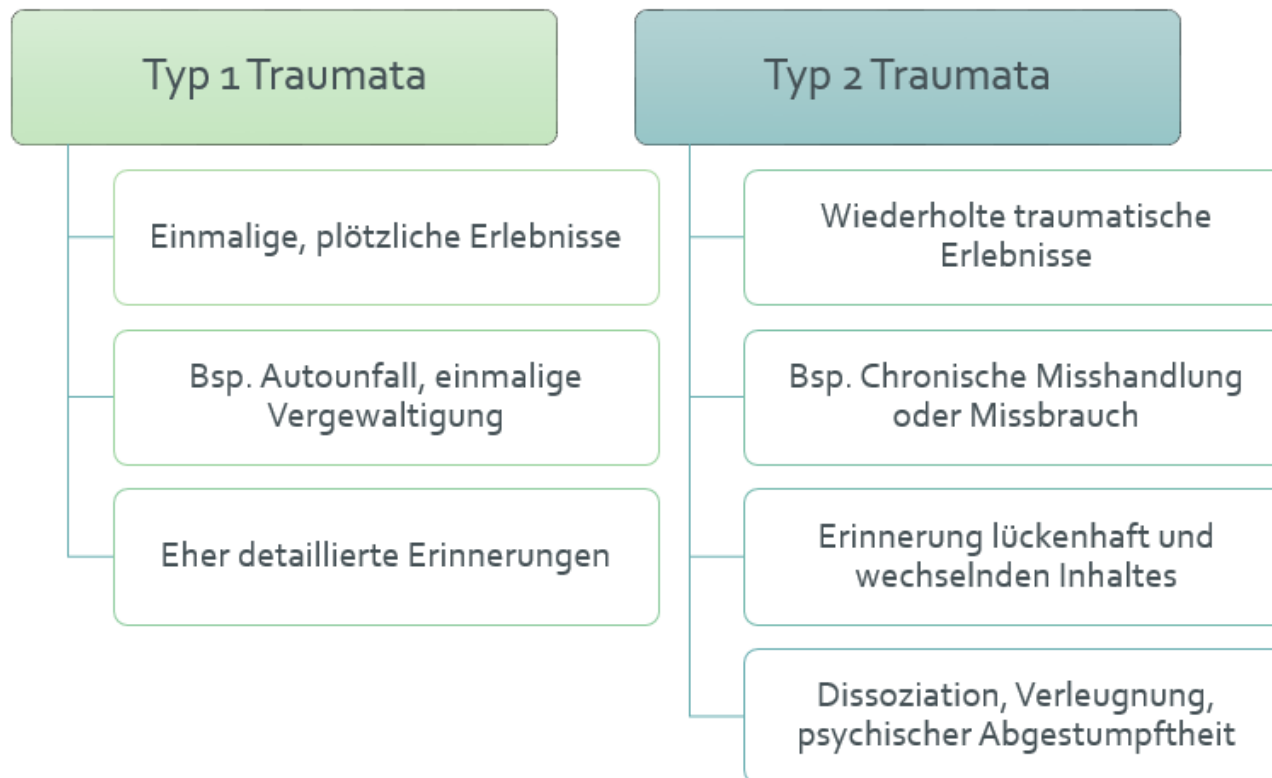 Typ 1 Traumata
Einmalige, plötzliche Erlebnisse
Bsp. Autounfall, einmalige
Vergewaltigung
Eher detaillierte Erinnerungen
Typ 2 Traumata
Wiederholte traumatische
Erlebnisse
Bsp. Chronische Misshandlung
oder Missbrauch
Erinnerung lückenhaft und
wechselnden Inhaltes
Dissoziation, Verleugnung,
psychischer Abgestumpftheit